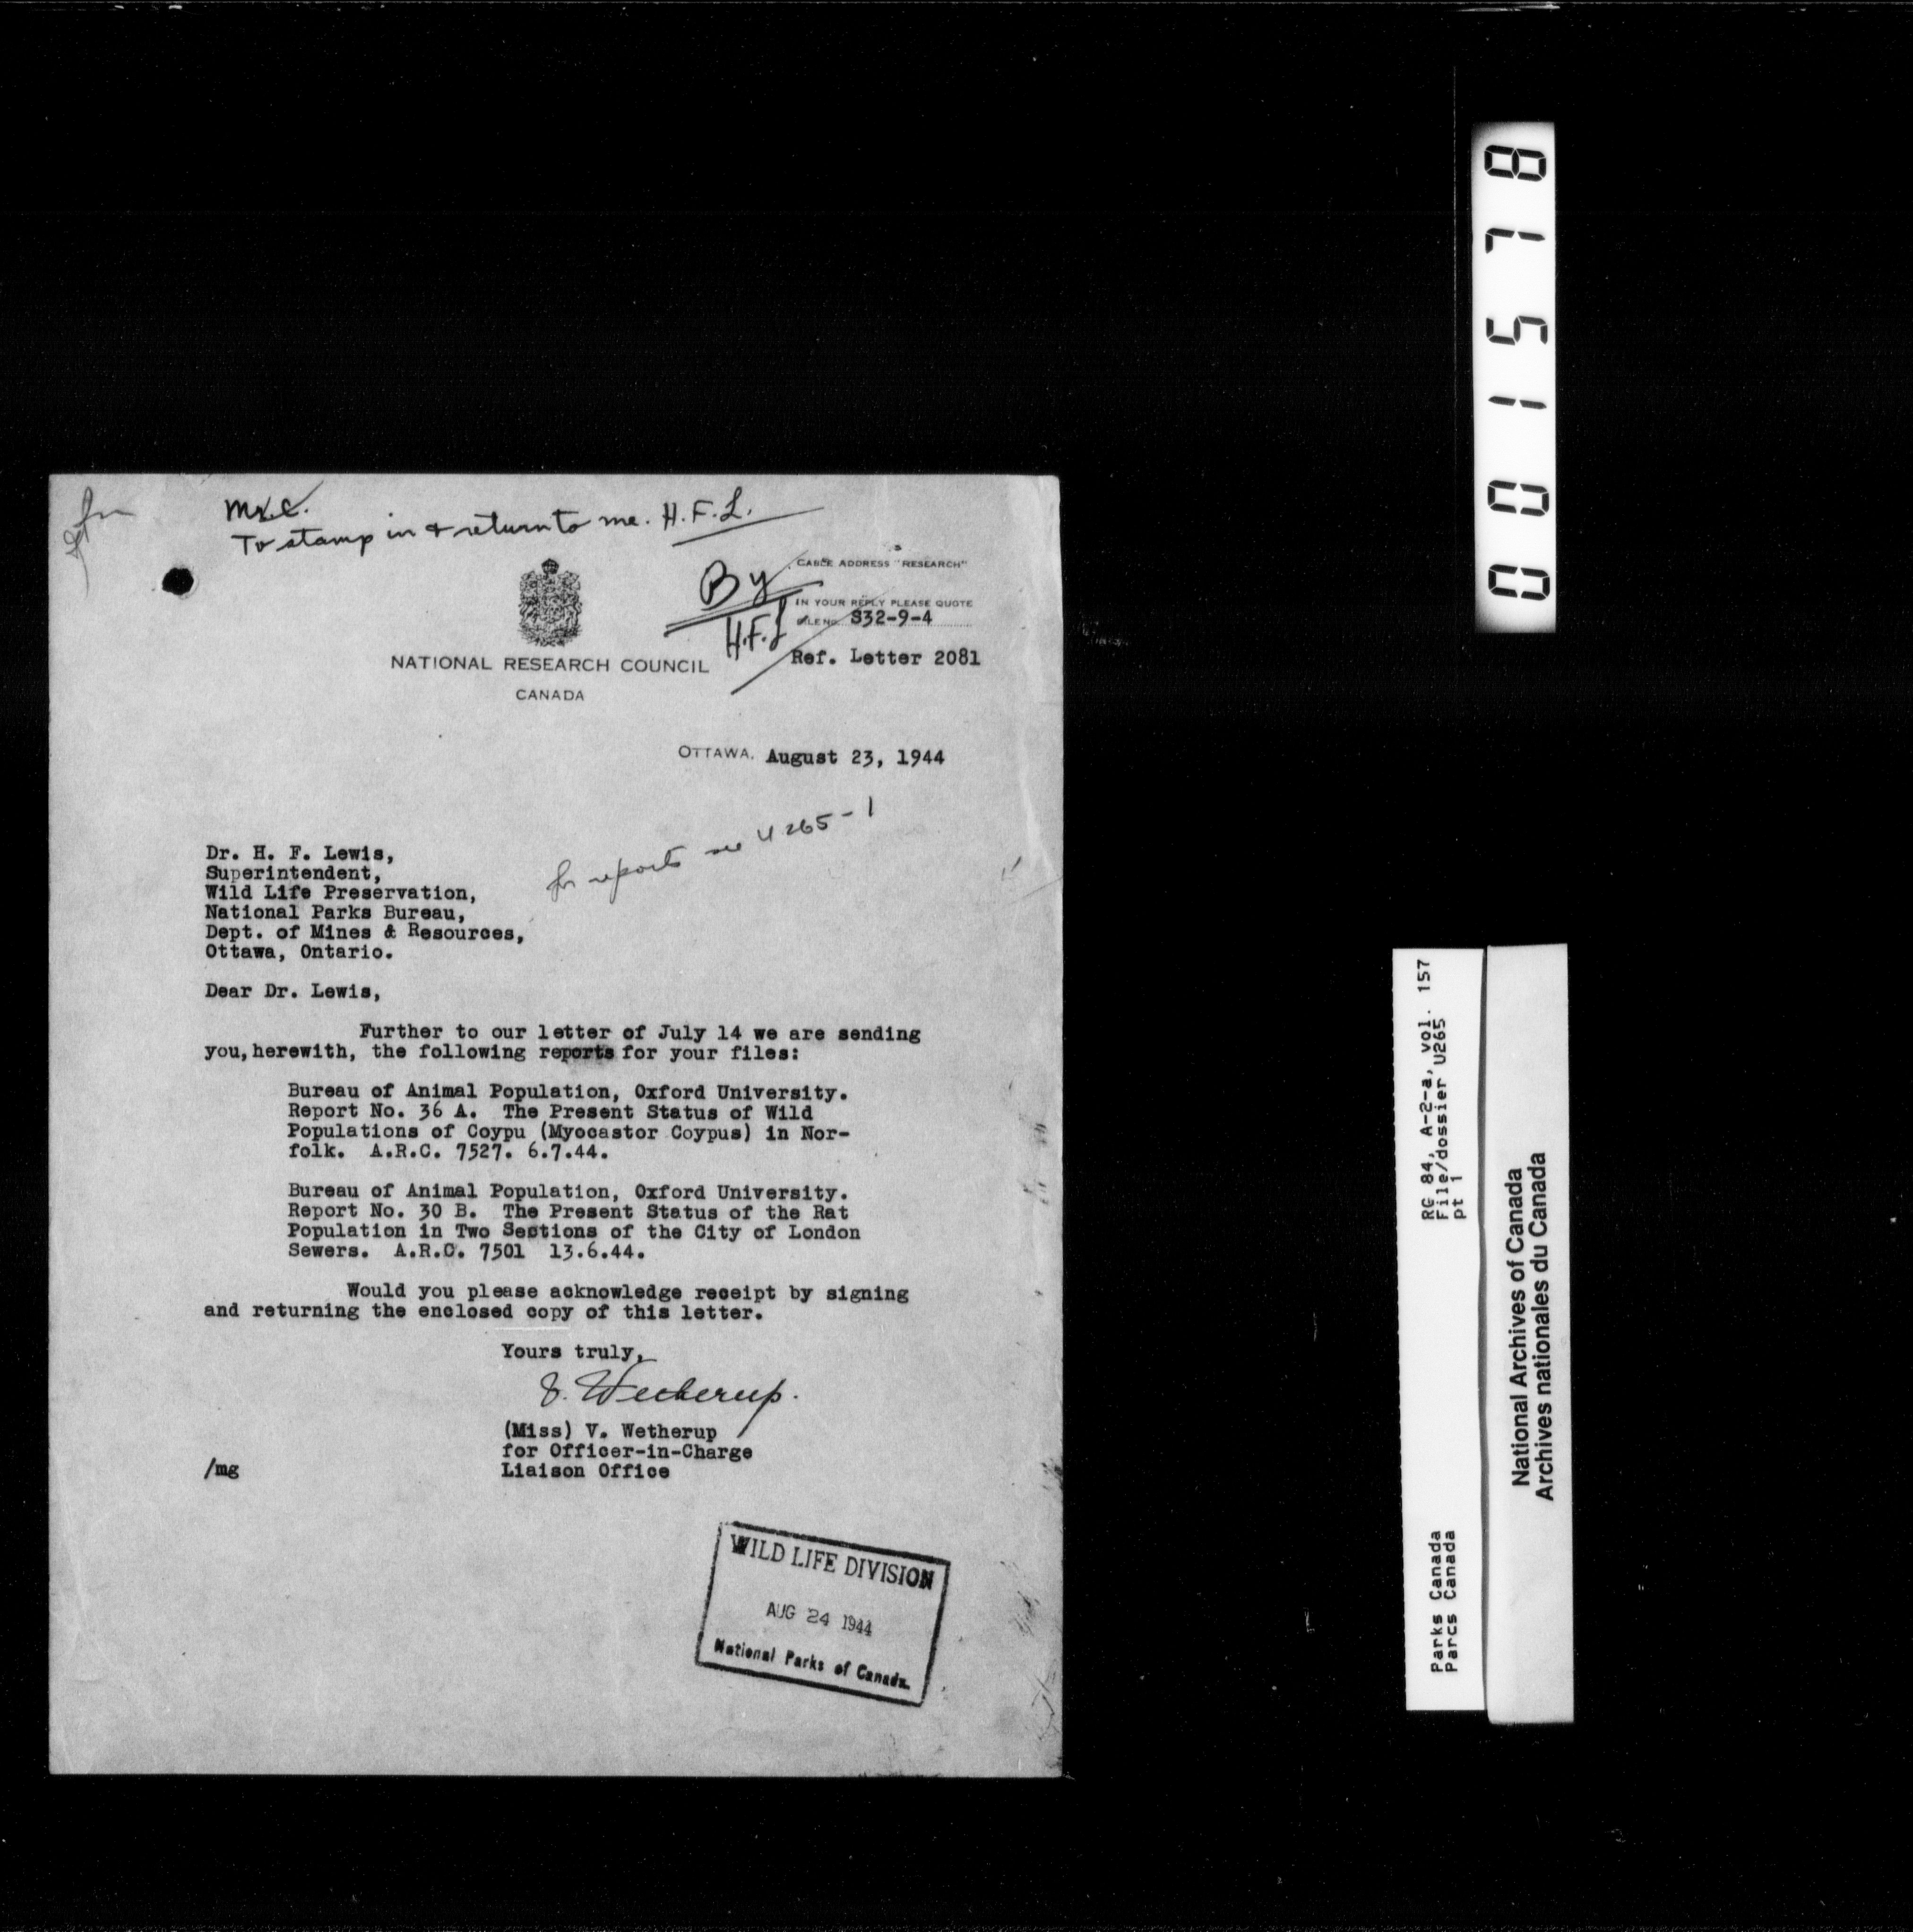 Mr. C.
To stamp in & return to me. H.F.L.
By
H.F.L
CABLE ADDRESS "RESEARCH"
IN YOUR REPLY PLEASE QUOTE
FILE No. S32-9-4
Ref. Letter 2081
NATIONAL RESEARCH COUNCIL
CANADA
OTTAWA, August 23, 1944
for reports see U 265-1
Dr. H. F. Lewis,
Superintendent,
Wild Life Preservation,
National Parks Bureau,
Dept. of Mines & Resources,
Ottawa, Ontario.
Dear Dr. Lewis,
Further to our letter of July 14 we are sending
you, herewith, the following reports for your files:
Bureau of Animal Population, Oxford University.
Report No. 36 A. The Present Status of Wild
Populations of Coypu (Myocastor Coypus) in Nor-
folk. A.R.C. 7527. 6.7.44.
Bureau of Animal Population, Oxford University.
Report No. 30 B. The Present Status of the Rat
Population in Two Sections of the City of London
Sewers. A.R.C. 7501 13.6.44.
Would you please acknowledge receipt by signing
and returning the enclosed copy of this letter.
Yours truly,
V. Wetherup.
(Miss) V. Wetherup
for Officer-in-Charge
Liaison Office
/mg
WILD LIFE DIVISION
AUG 24 1944
National Parks of Canada.
001578
RG 84, A-2-a, vol. 157
File/dossier U265
pt 1
Parks Canada
Parcs Canada
National Archives of Canada
Archives nationales du Canada